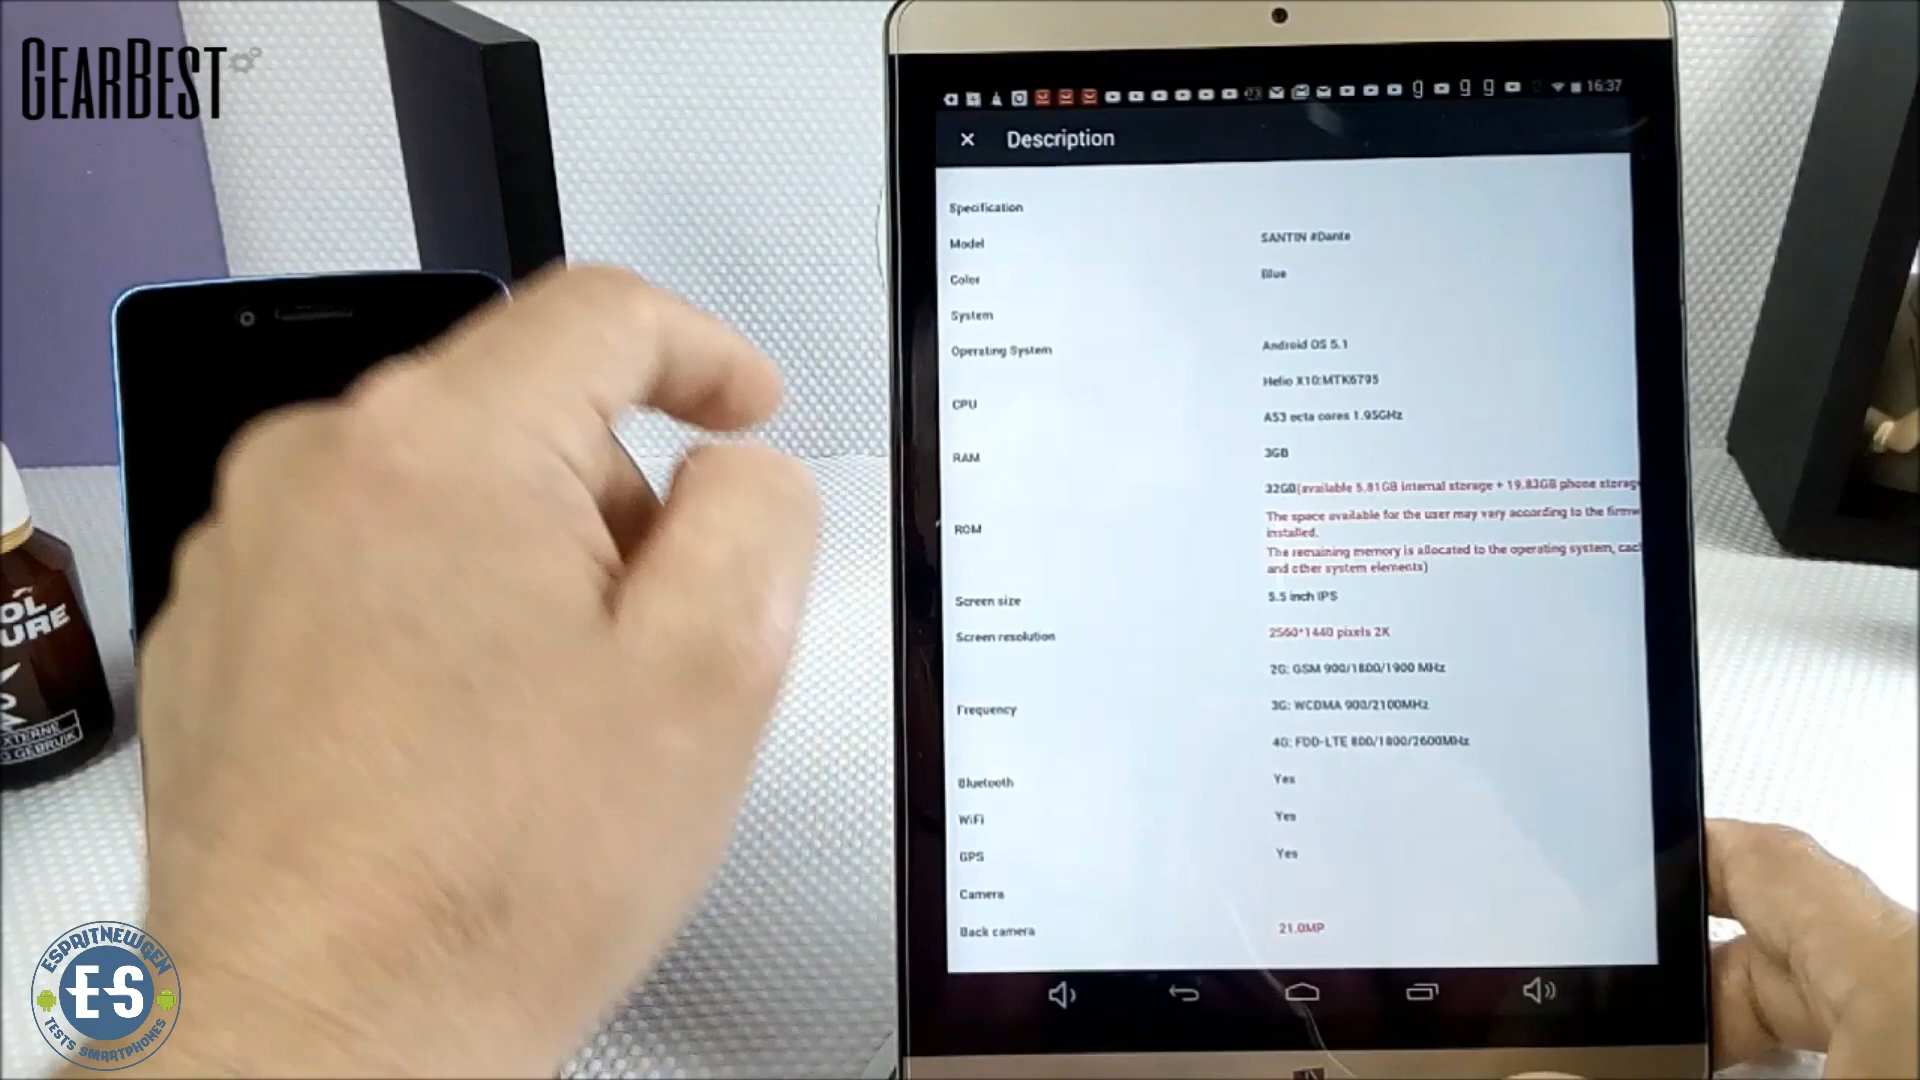 GEARBEST
16:37
Description
Specification
Model SANTIN #Dante
Color Blue
System
Operating System Android OS 5.1
Helio X10:MTK6795
CPU
A53 octa cores 1.95GHz
RAM 3GB
32GB(available 5.81GB internal storage + 19.83GB phone storag
ROM
The space available for the user may vary according to the firmw
installed.
The remaining memory is allocated to the operating system, cac
and other system elements)
Screen size 5.5 inch IPS
Screen resolution 2560*1440 pixels 2K
2G: GSM 900/1800/1900 MHz
Frequency 3G: WCDMA 900/2100MHz
4G: FDD-LTE 800/1800/2600MHz
Bluetooth Yes
WiFi Yes
GPS Yes
Camera
Back camera 21.0MP
OL
URE
XTERNE
GEBRUIK
ESPRITNEWGEN
ES
TESTS SMARTPHONES